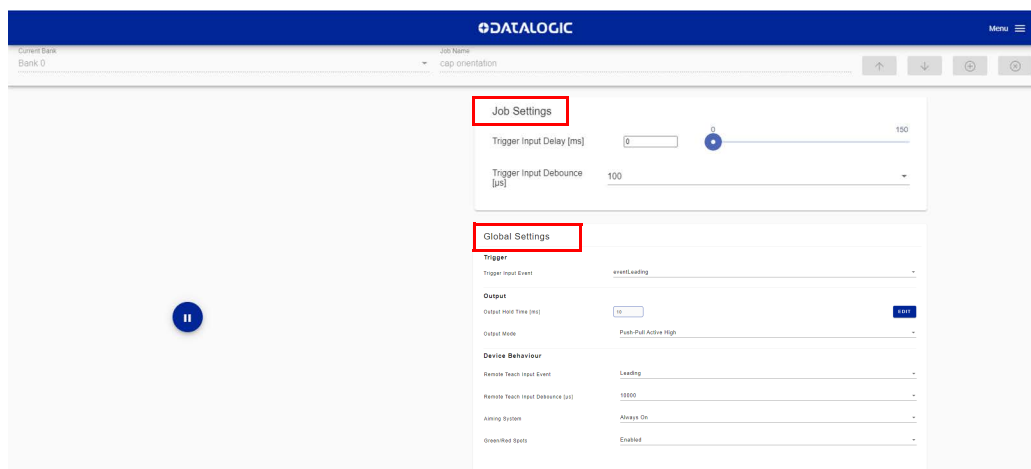 DATALOGIC
Menu
Current Bank
Job Name
Bank 0
cap orientation
Job Settings
0
150
Trigger Input Delay [ms]
0
Trigger Input Debounce
[µs]
100
Global Settings
Trigger
Trigger Input Event
eventLeading
Output
Output Hold Time [ms]
10
EDIT
Output Mode
Push-Pull Active High
Device Behaviour
Remote Teach Input Event
Leading
Remote Teach Input Debounce [µs]
10000
Aiming System
Always On
Green/Red Spots
Enabled